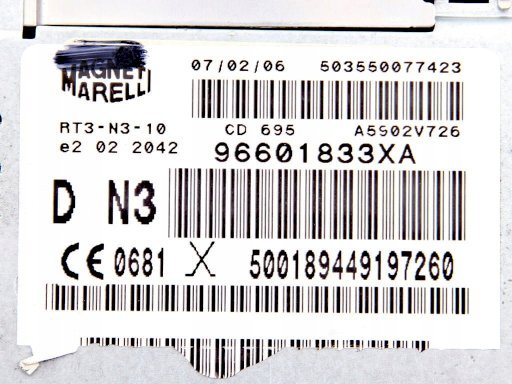 MAGNETI
MARELLI
07/02/06 503550077423
RT3-N3-10 CD 695 A5S02V726
e2 02 2042 96601833XA
D N3
CE 0681 X 500189449197260